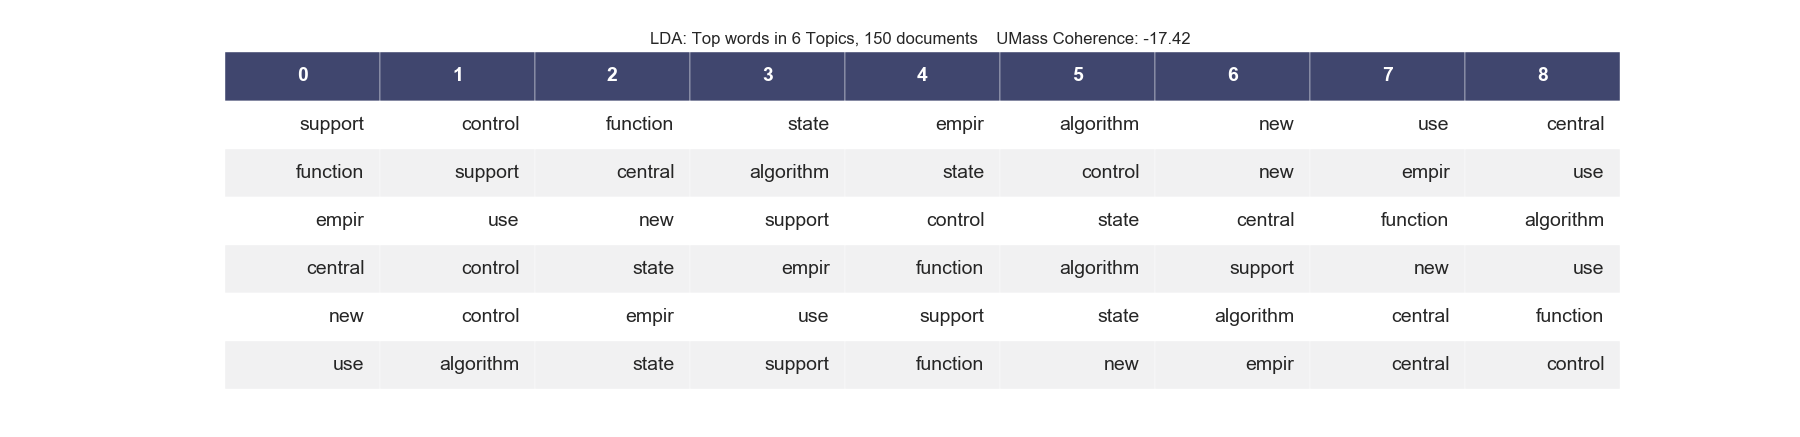 LDA: Top words in 6 Topics, 150 documents    UMass Coherence: -17.42
0 1 2 3 4 5 6 7 8
support control function state empir algorithm new use central
function support central algorithm state control new empir use
empir use new support control state central function algorithm
central control state empir function algorithm support new use
new control empir use support state algorithm central function
use algorithm state support function new empir central control